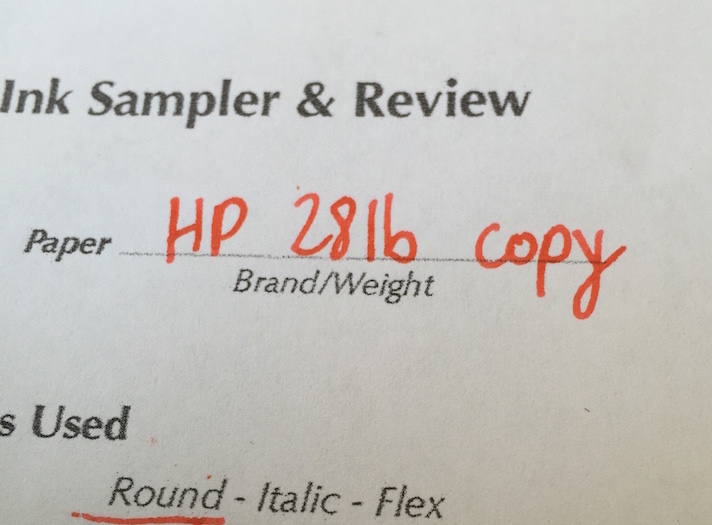 Ink Sampler & Review
Paper HP 28lb copy
Brand/Weight
s Used
Round - Italic - Flex